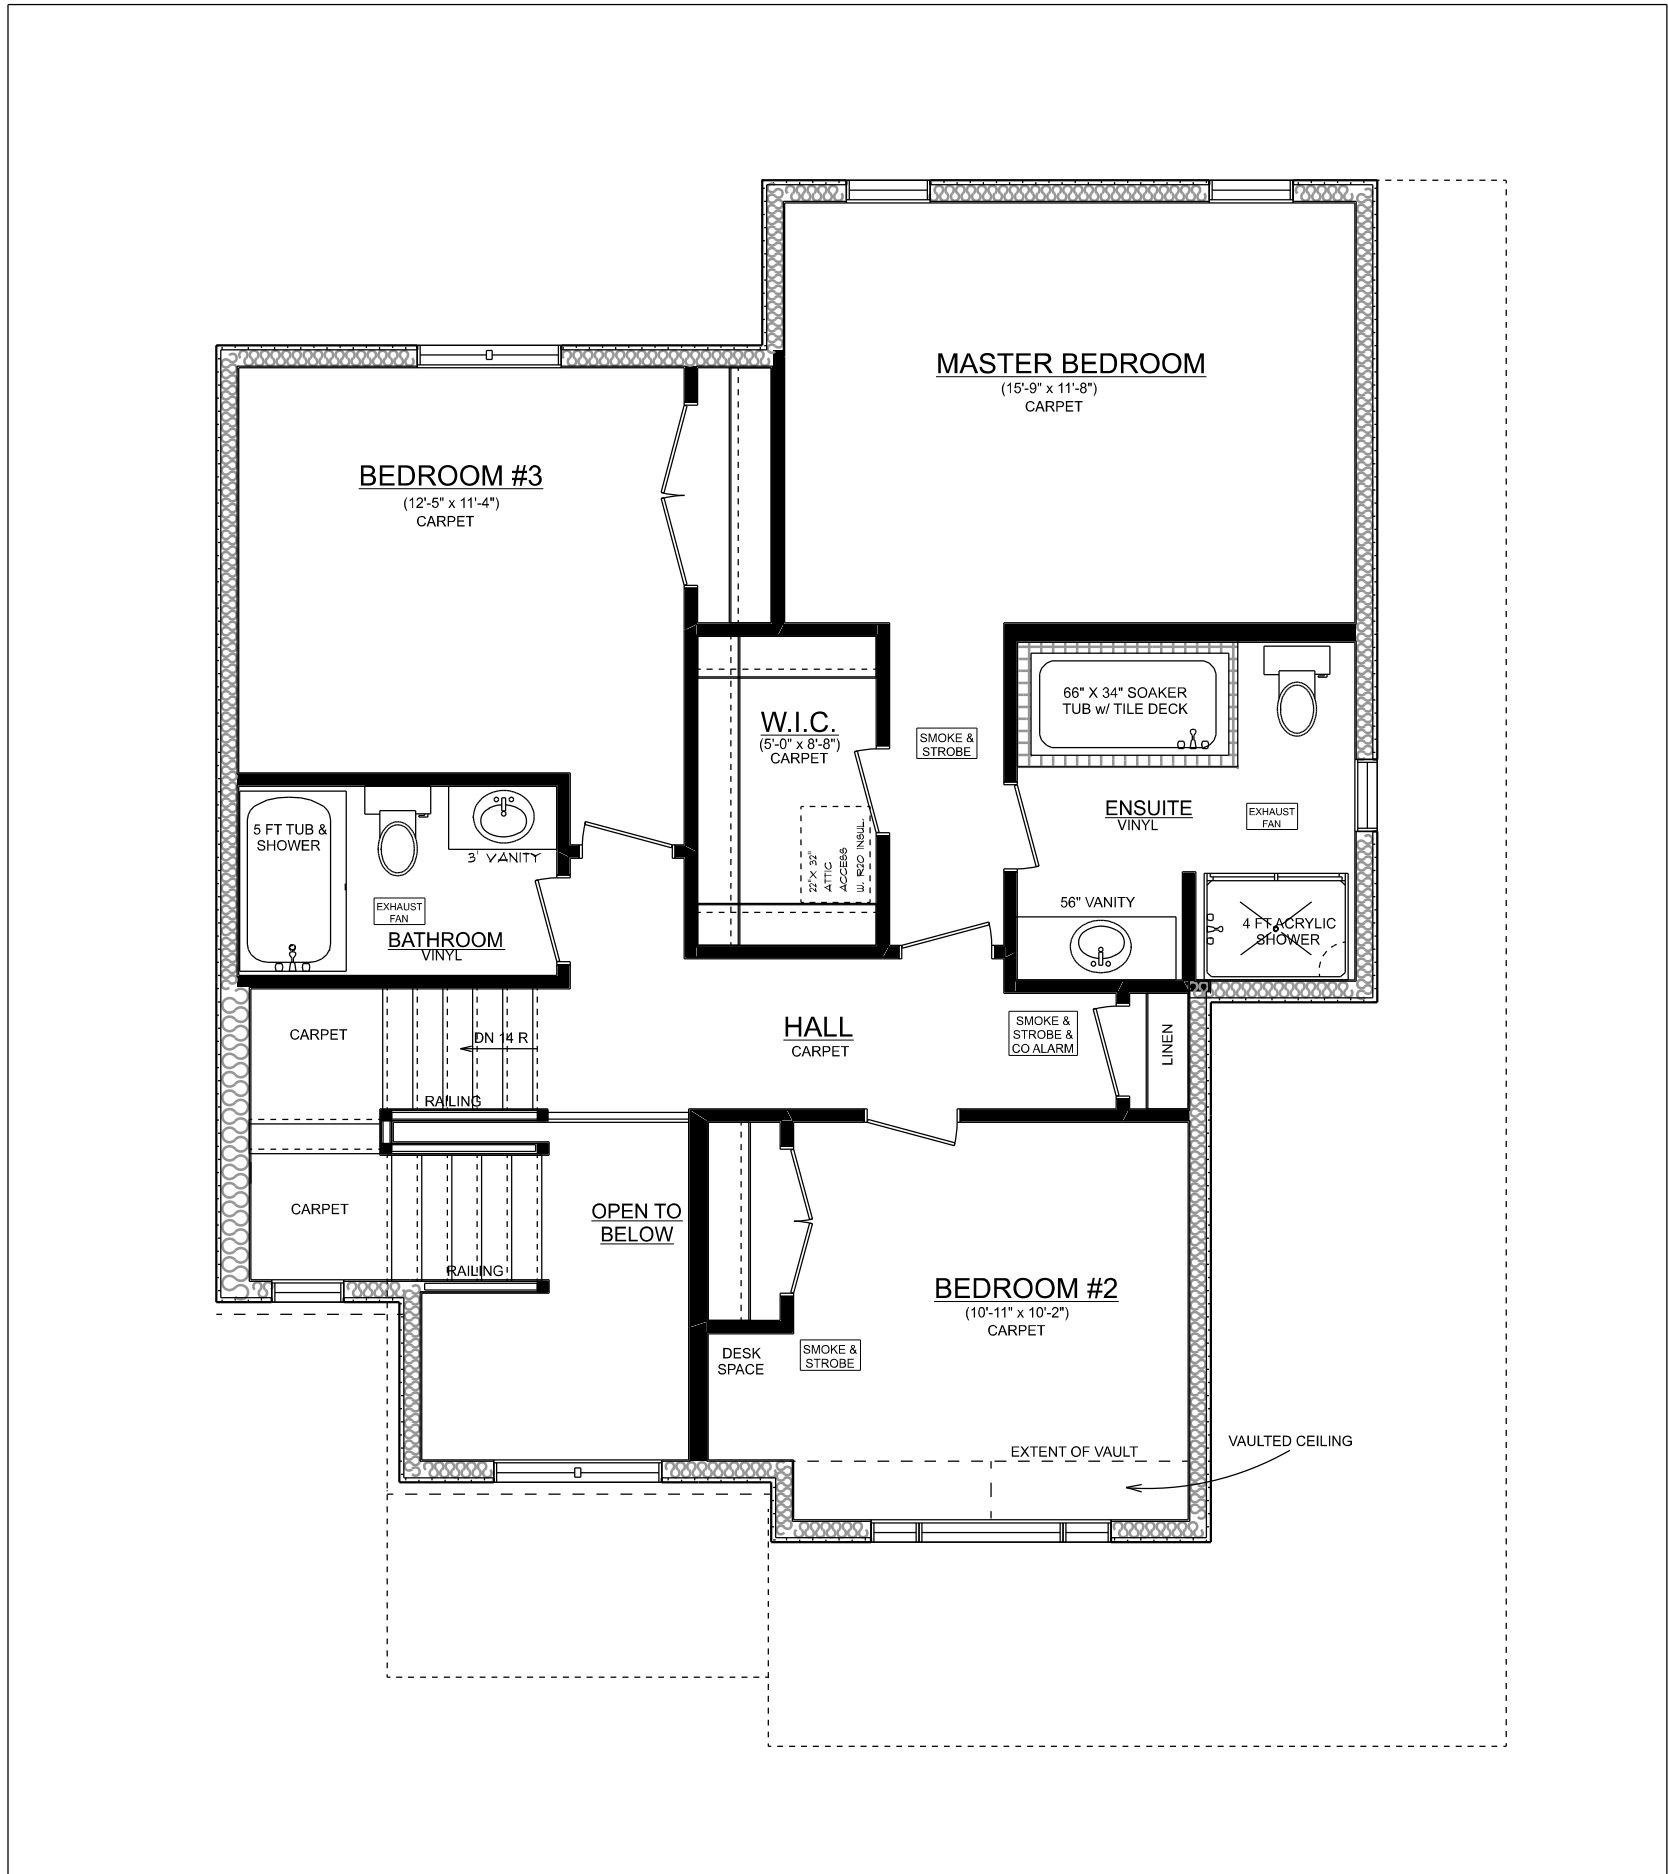 MASTER BEDROOM
(15'-9" x 11'-8")
CARPET
BEDROOM #3
(12'-5" x 11'-4")
CARPET
W.I.C.
(5'-0" x 8'-8")
CARPET
22"X 32"
ATTIC
ACCESS
W. R20 INSUL.
SMOKE &
STROBE
66" X 34" SOAKER
TUB w/ TILE DECK
ENSUITE
VINYL
EXHAUST
FAN
56" VANITY
4 FT ACRYLIC
SHOWER
5 FT TUB &
SHOWER
3' VANITY
EXHAUST
FAN
BATHROOM
VINYL
CARPET
DN 14 R
RAILING
HALL
CARPET
SMOKE &
STROBE &
CO ALARM
LINEN
CARPET
RAILING
OPEN TO
BELOW
BEDROOM #2
(10'-11" x 10'-2")
CARPET
DESK
SPACE
SMOKE &
STROBE
EXTENT OF VAULT
VAULTED CEILING